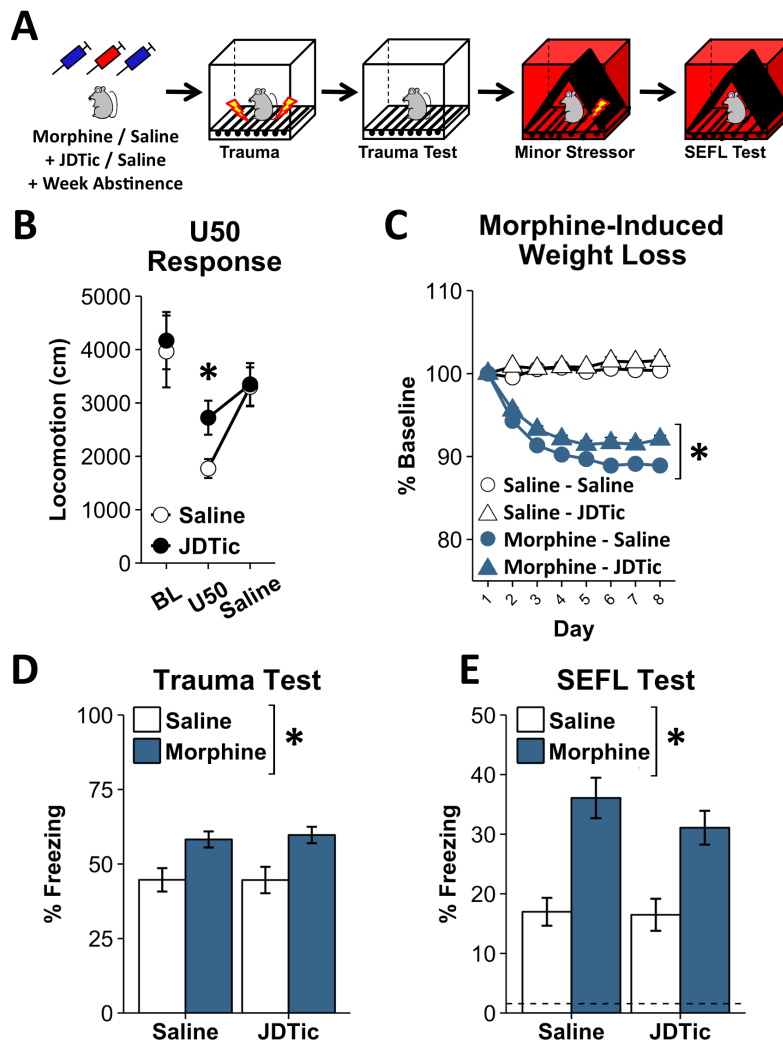 A
Morphine / Saline
+ JDTic / Saline
+ Week Abstinence
Trauma
Trauma Test
Minor Stressor
SEFL Test
B
U50
Response
Locomotion (cm)
5000
4000
3000
2000
1000
0
*
Saline
JDTic
BL
U50
Saline
C
Morphine-Induced
Weight Loss
% Baseline
110
100
90
80
*
Saline - Saline
Saline - JDTic
Morphine - Saline
Morphine - JDTic
1 2 3 4 5 6 7 8
Day
D
Trauma Test
% Freezing
100
75
50
25
0
Saline
Morphine
*
Saline
JDTic
E
SEFL Test
% Freezing
50
40
30
20
10
0
Saline
Morphine
*
Saline
JDTic